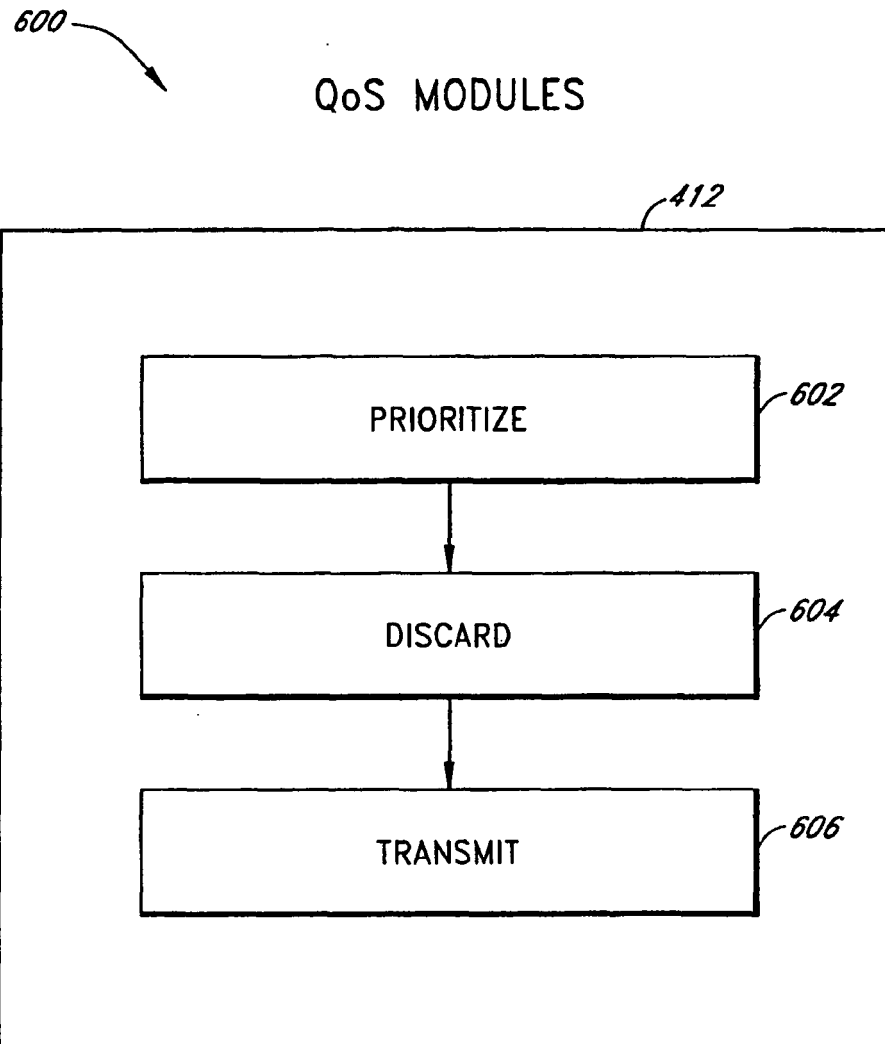 600
QoS MODULES
412
PRIORITIZE
602
DISCARD
604
TRANSMIT
606